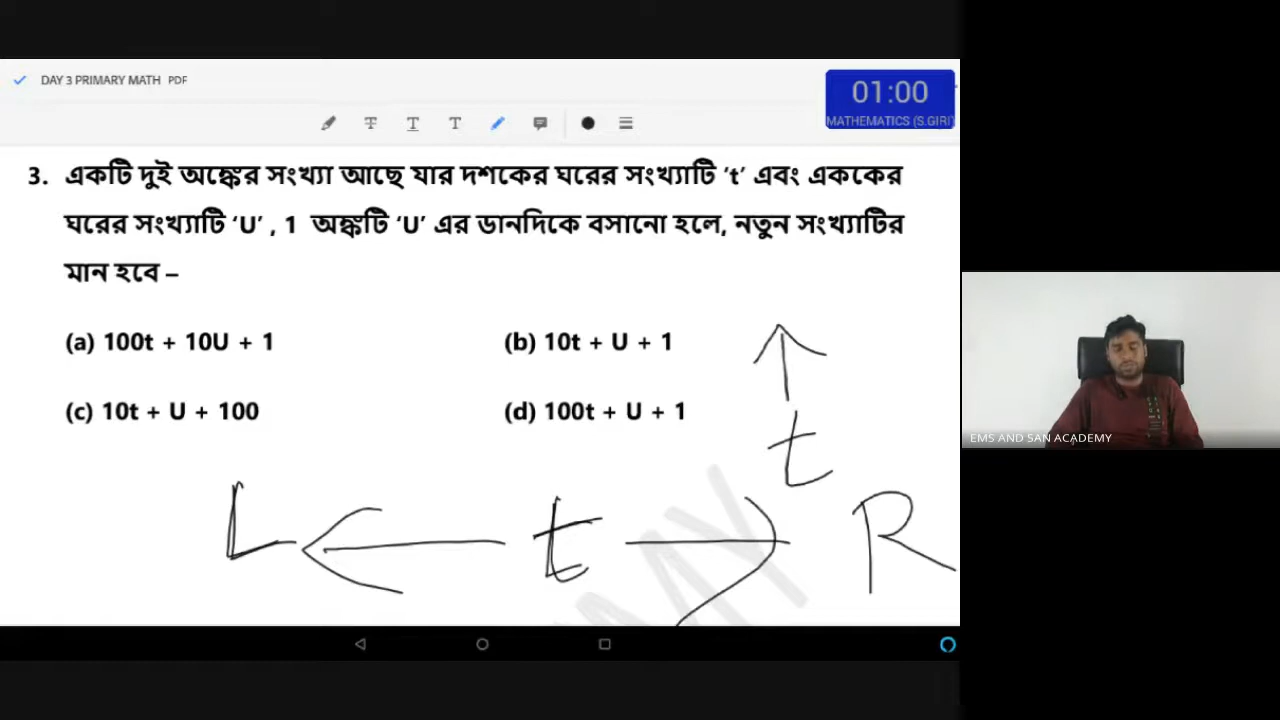 DAY 3 PRIMARY MATH PDF
01:00
MATHEMATICS (S.GIRI)
3. একটি দুই অঙ্কের সংখ্যা আছে যার দশকের ঘরের সংখ্যাটি ‘t’ এবং এককের
ঘরের সংখ্যাটি ‘U’ , 1 অঙ্কটি ‘U’ এর ডানদিকে বসানো হলে, নতুন সংখ্যাটির
মান হবে –
(a) 100t + 10U + 1
(b) 10t + U + 1
(c) 10t + U + 100
(d) 100t + U + 1
t
L t R
EMS AND SAN ACADEMY